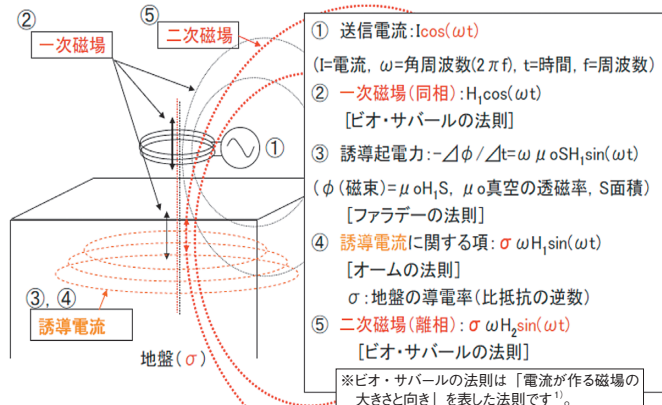 ②
一次磁場
⑤
二次磁場
①
③, ④
誘導電流
地盤(σ)
① 送信電流:Icos(ωt)
(I=電流, ω=角周波数(2πf), t=時間, f=周波数)
② 一次磁場(同相):H₁cos(ωt)
[ビオ・サバールの法則]
③ 誘導起電力:-⊿φ/⊿t=ωμoSH₁sin(ωt)
(φ(磁束)=μoH₁S, μo真空の透磁率, S面積)
[ファラデーの法則]
④ 誘導電流に関する項:σωH₁sin(ωt)
[オームの法則]
σ:地盤の導電率(比抵抗の逆数)
⑤ 二次磁場(離相):σωH₂sin(ωt)
[ビオ・サバールの法則]
※ビオ・サバールの法則は「電流が作る磁場の
大きさと向き」を表した法則です¹⁾。